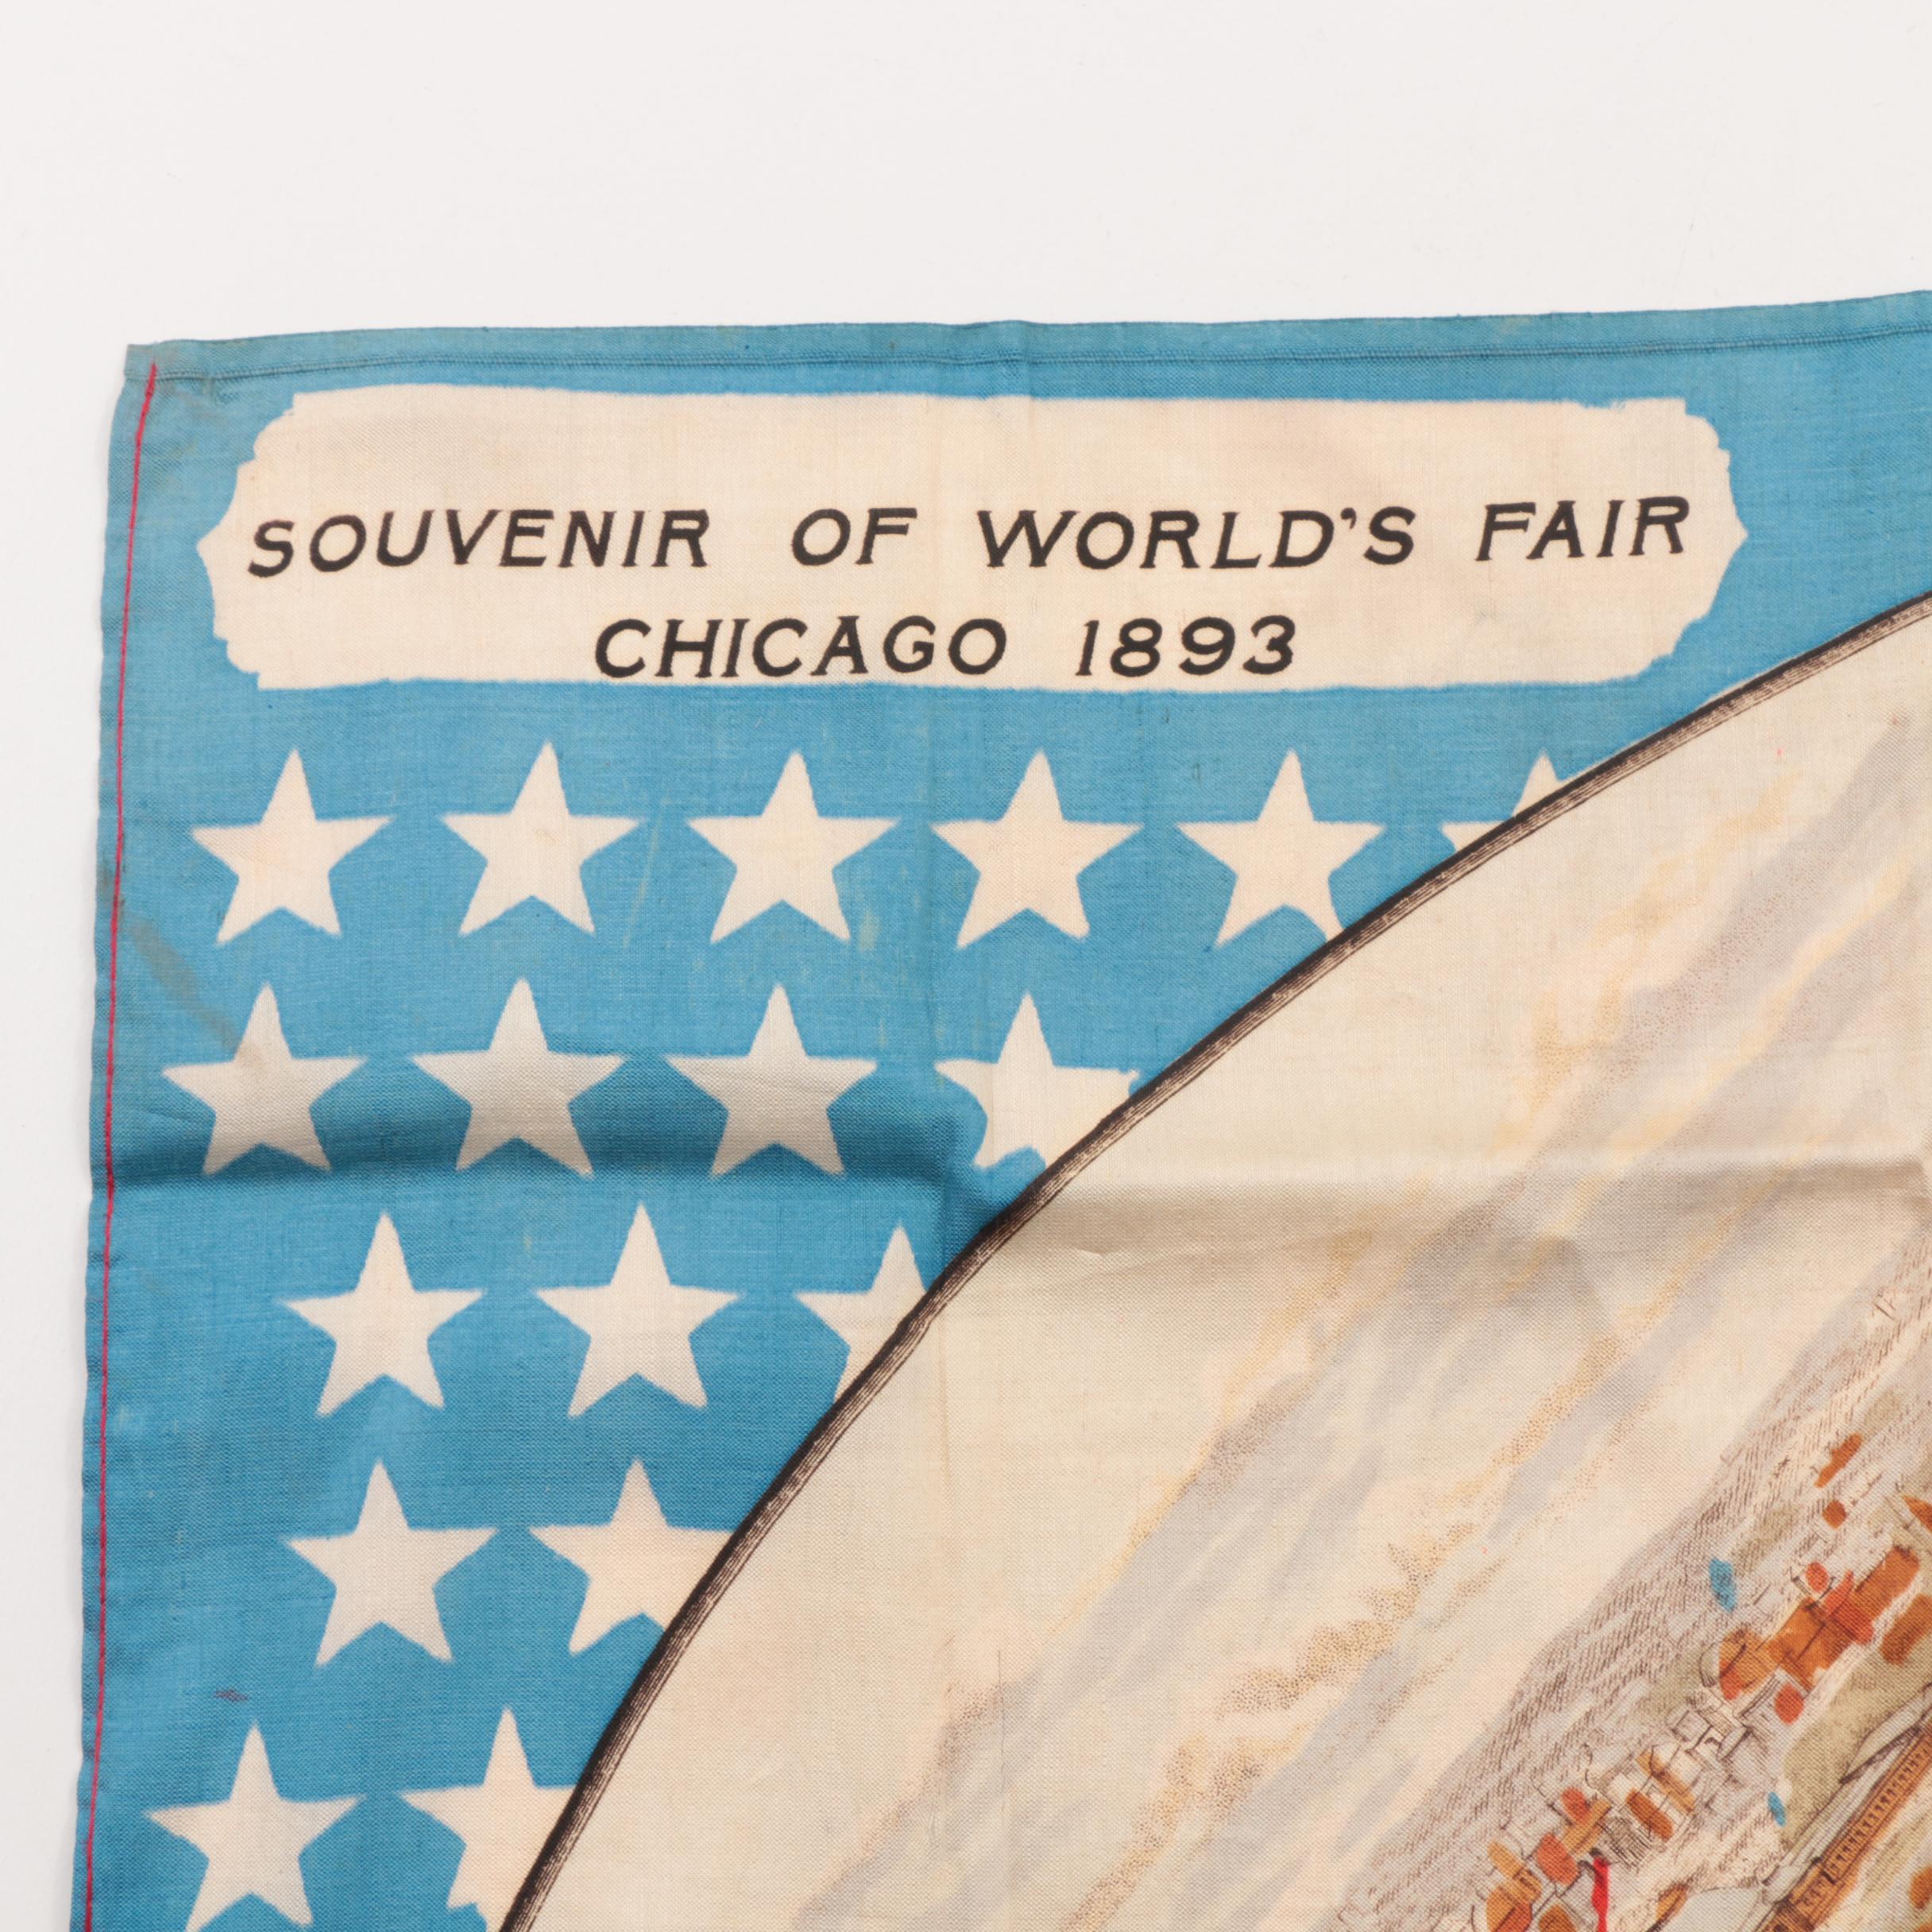 SOUVENIR OF WORLD'S FAIR
CHICAGO 1893